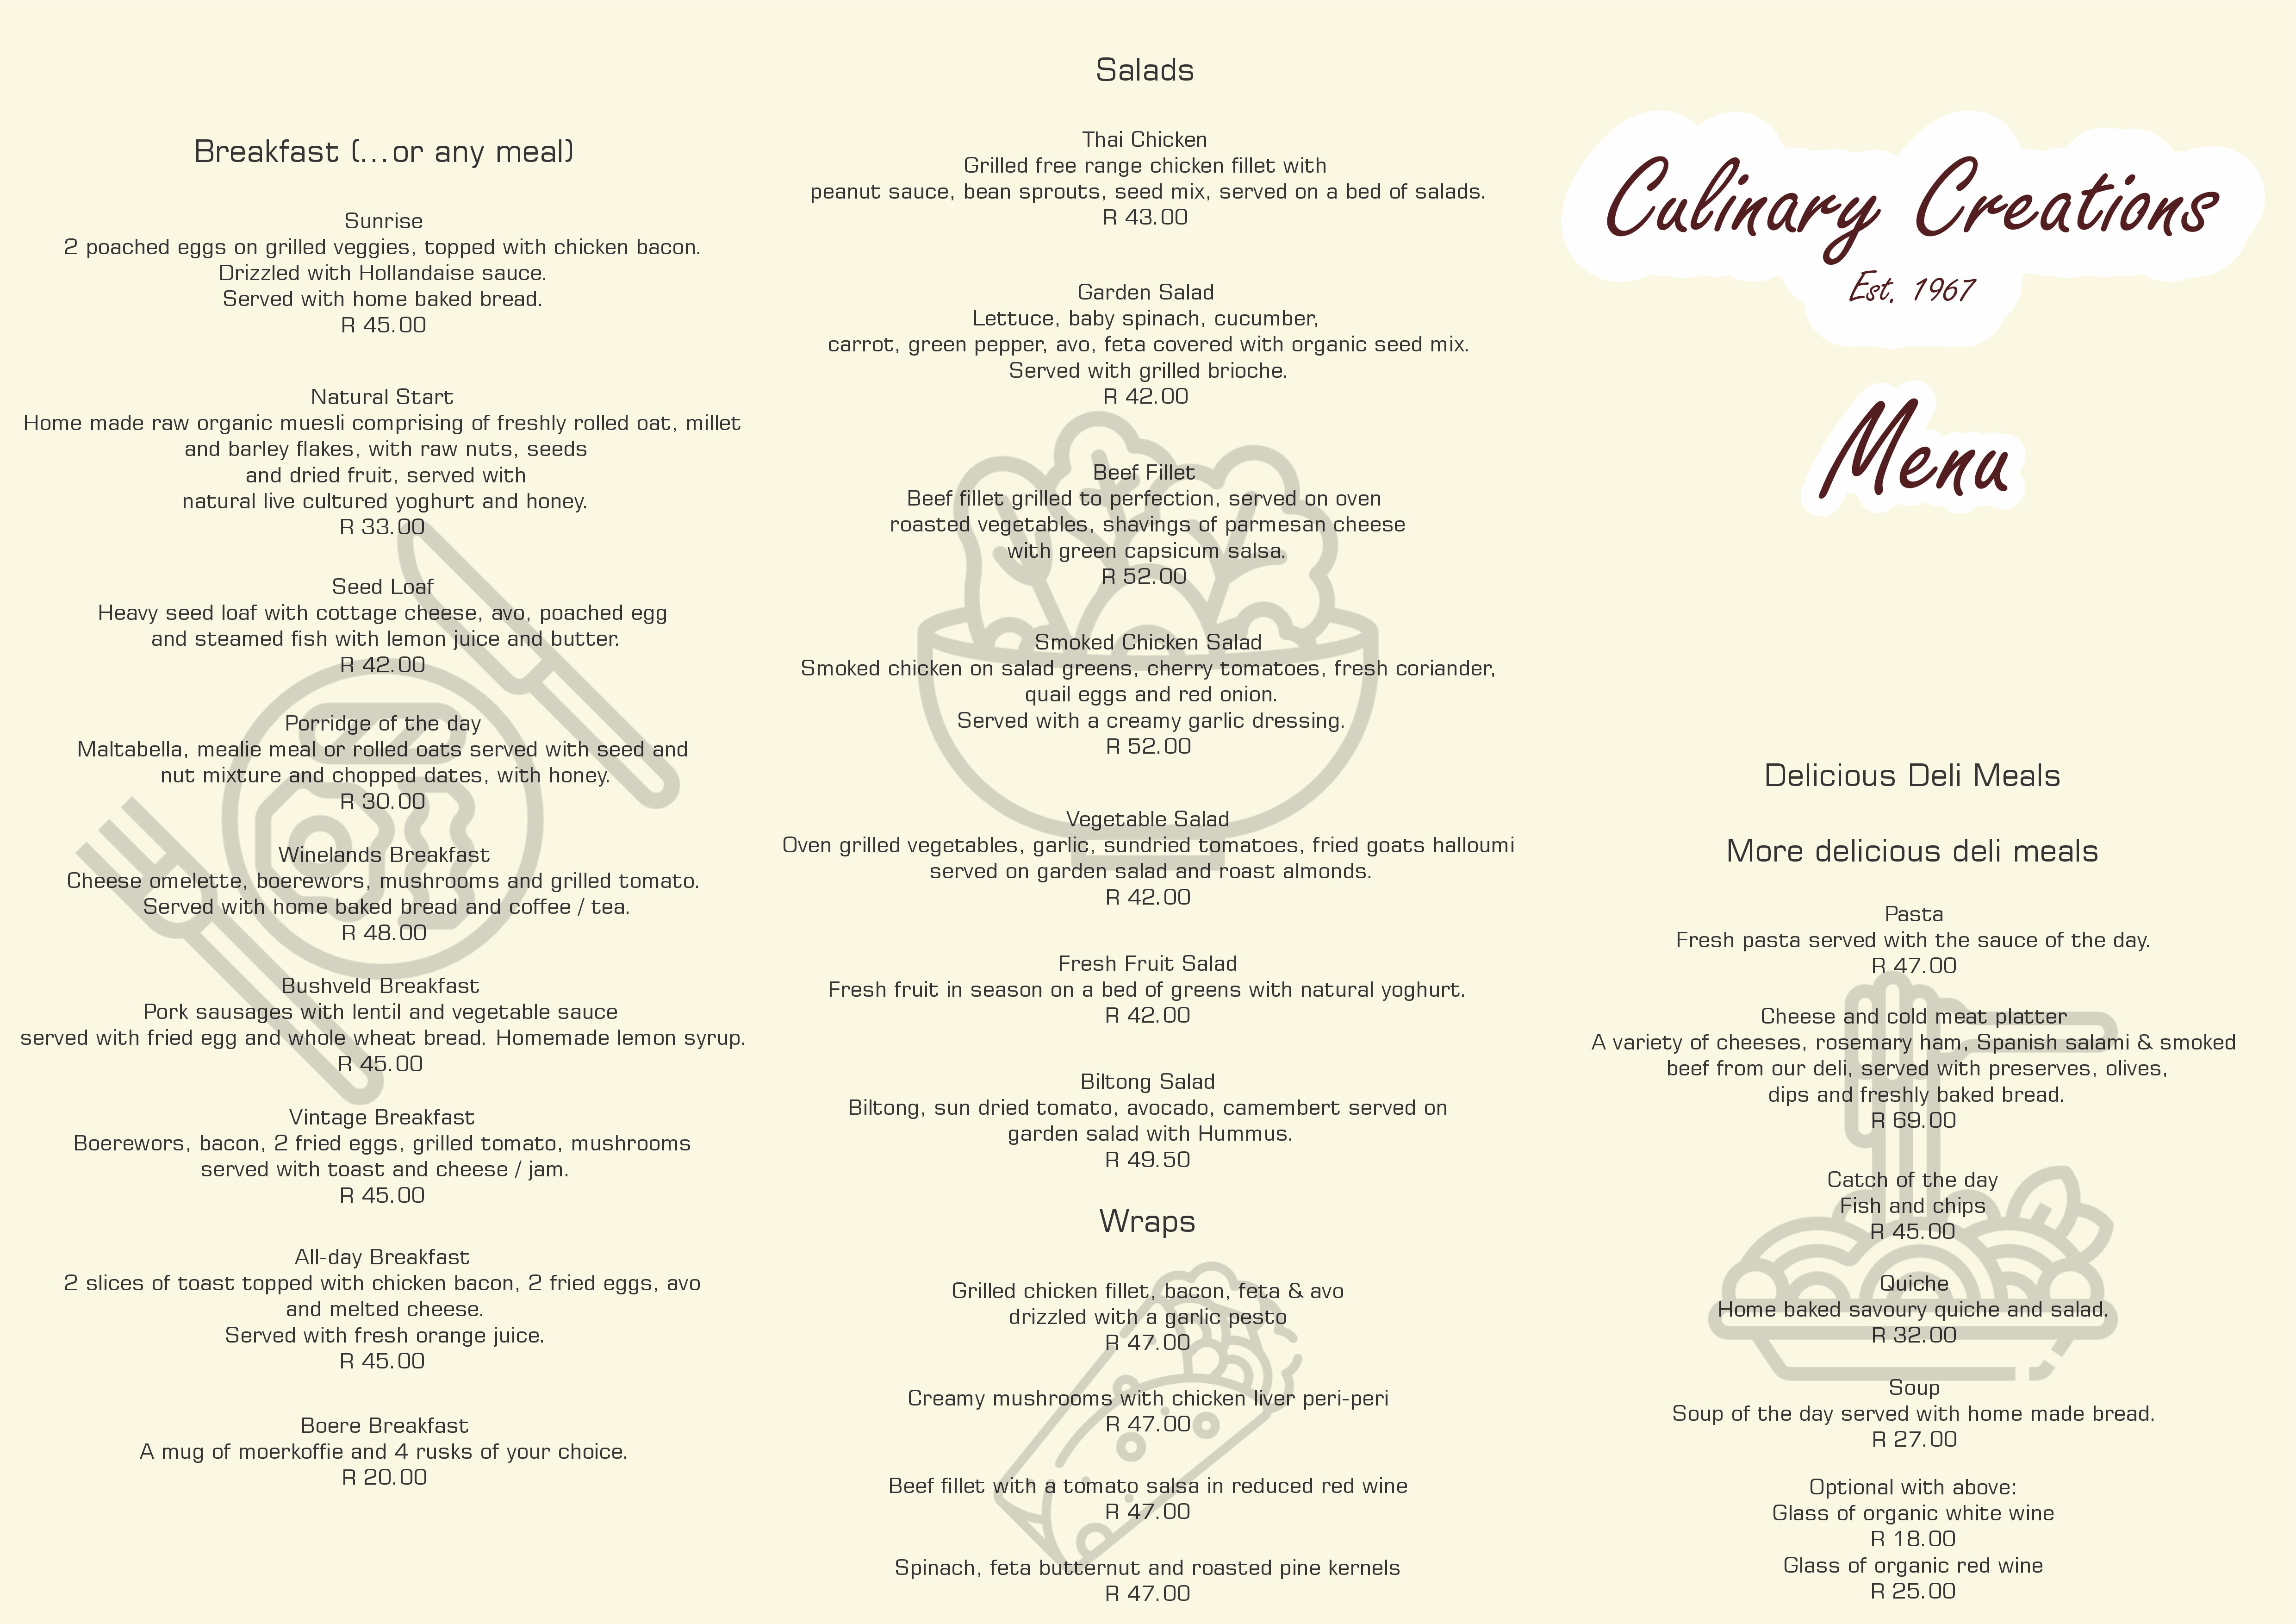 Breakfast (...or any meal)
Sunrise
2 poached eggs on grilled veggies, topped with chicken bacon.
Drizzled with Hollandaise sauce.
Served with home baked bread.
R 45.00
Natural Start
Home made raw organic muesli comprising of freshly rolled oat, millet
and barley flakes, with raw nuts, seeds
and dried fruit, served with
natural live cultured yoghurt and honey.
R 33.00
Seed Loaf
Heavy seed loaf with cottage cheese, avo, poached egg
and steamed fish with lemon juice and butter.
R 42.00
Porridge of the day
Maltabella, mealie meal or rolled oats served with seed and
nut mixture and chopped dates, with honey.
R 30.00
Winelands Breakfast
Cheese omelette, boerewors, mushrooms and grilled tomato.
Served with home baked bread and coffee / tea.
R 48.00
Bushveld Breakfast
Pork sausages with lentil and vegetable sauce
served with fried egg and whole wheat bread. Homemade lemon syrup.
R 45.00
Vintage Breakfast
Boerewors, bacon, 2 fried eggs, grilled tomato, mushrooms
served with toast and cheese / jam.
R 45.00
All-day Breakfast
2 slices of toast topped with chicken bacon, 2 fried eggs, avo
and melted cheese.
Served with fresh orange juice.
R 45.00
Boere Breakfast
A mug of moerkoffie and 4 rusks of your choice.
R 20.00
Salads
Thai Chicken
Grilled free range chicken fillet with
peanut sauce, bean sprouts, seed mix, served on a bed of salads.
R 43.00
Garden Salad
Lettuce, baby spinach, cucumber,
carrot, green pepper, avo, feta covered with organic seed mix.
Served with grilled brioche.
R 42.00
Beef Fillet
Beef fillet grilled to perfection, served on oven
roasted vegetables, shavings of parmesan cheese
with green capsicum salsa.
R 52.00
Smoked Chicken Salad
Smoked chicken on salad greens, cherry tomatoes, fresh coriander,
quail eggs and red onion.
Served with a creamy garlic dressing.
R 52.00
Vegetable Salad
Oven grilled vegetables, garlic, sundried tomatoes, fried goats halloumi
served on garden salad and roast almonds.
R 42.00
Fresh Fruit Salad
Fresh fruit in season on a bed of greens with natural yoghurt.
R 42.00
Biltong Salad
Biltong, sun dried tomato, avocado, camembert served on
garden salad with Hummus.
R 49.50
Wraps
Grilled chicken fillet, bacon, feta & avo
drizzled with a garlic pesto
R 47.00
Creamy mushrooms with chicken liver peri-peri
R 47.00
Beef fillet with a tomato salsa in reduced red wine
R 47.00
Spinach, feta butternut and roasted pine kernels
R 47.00
Culinary Creations
Est. 1967
Menu
Delicious Deli Meals
More delicious deli meals
Pasta
Fresh pasta served with the sauce of the day.
R 47.00
Cheese and cold meat platter
A variety of cheeses, rosemary ham, Spanish salami & smoked
beef from our deli, served with preserves, olives,
dips and freshly baked bread.
R 69.00
Catch of the day
Fish and chips
R 45.00
Quiche
Home baked savoury quiche and salad.
R 32.00
Soup
Soup of the day served with home made bread.
R 27.00
Optional with above:
Glass of organic white wine
R 18.00
Glass of organic red wine
R 25.00